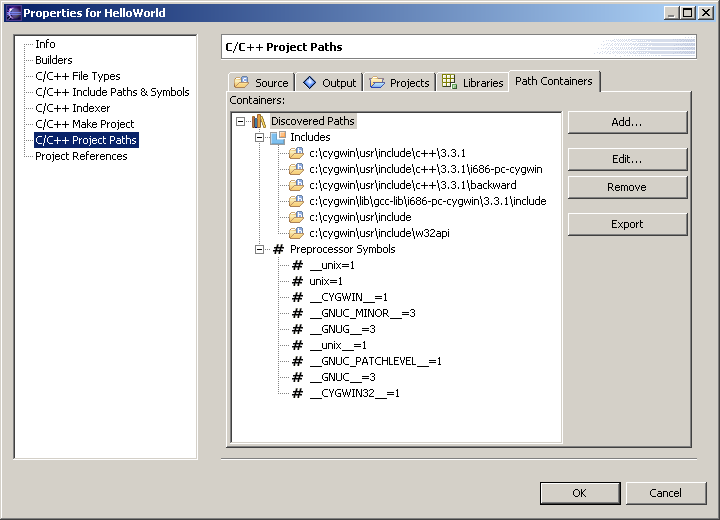 Properties for HelloWorld
Info
Builders
C/C++ File Types
C/C++ Include Paths & Symbols
C/C++ Indexer
C/C++ Make Project
C/C++ Project Paths
Project References
C/C++ Project Paths
Source Output Projects Libraries Path Containers
Containers:
Discovered Paths
Includes
c:\cygwin\usr\include\c++\3.3.1
c:\cygwin\usr\include\c++\3.3.1\i686-pc-cygwin
c:\cygwin\usr\include\c++\3.3.1\backward
c:\cygwin\lib\gcc-lib\i686-pc-cygwin\3.3.1\include
c:\cygwin\usr\include
c:\cygwin\usr\include\w32api
# Preprocessor Symbols
# __unix=1
# unix=1
# __CYGWIN__=1
# __GNUC_MINOR__=3
# __GNUG__=3
# __unix__=1
# __GNUC_PATCHLEVEL__=1
# __GNUC__=3
# __CYGWIN32__=1
Add...
Edit...
Remove
Export
OK
Cancel